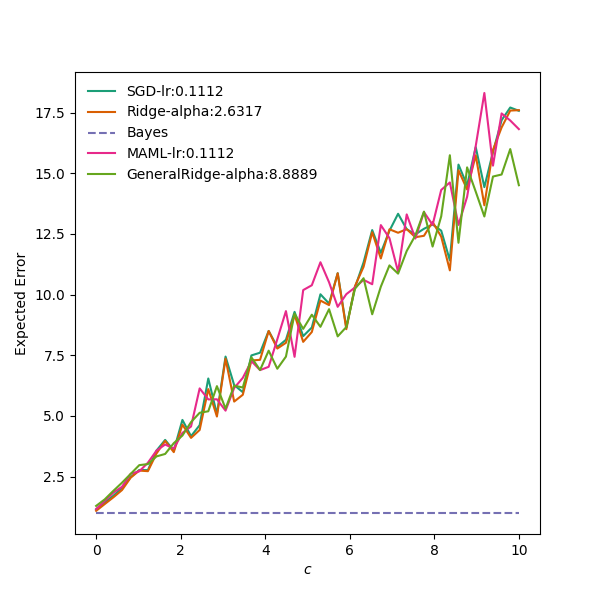 SGD-lr:0.1112
Ridge-alpha:2.6317
Bayes
MAML-lr:0.1112
GeneralRidge-alpha:8.8889
Expected Error
17.5
15.0
12.5
10.0
7.5
5.0
2.5
0 2 4 6 8 10
c